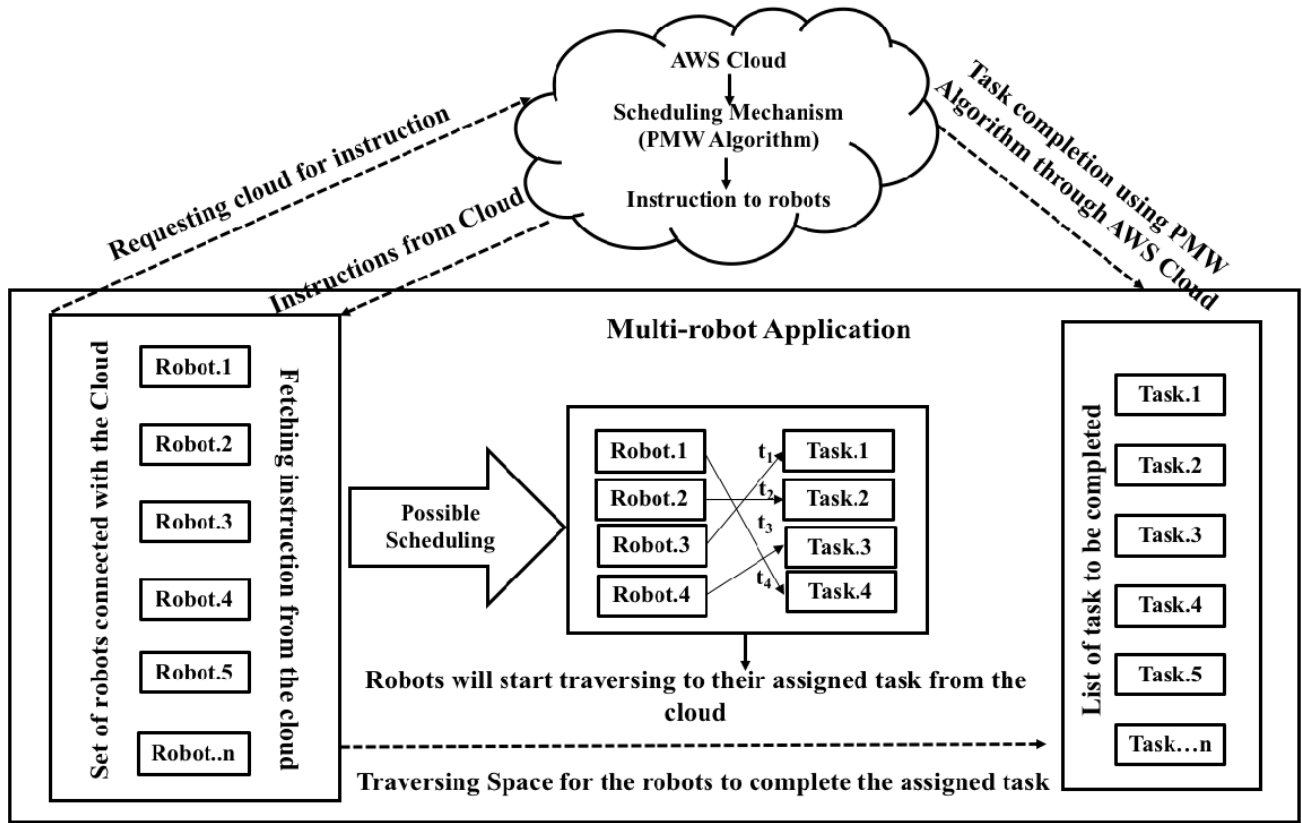 AWS Cloud
Scheduling Mechanism
(PMW Algorithm)
Instruction to robots
Requesting cloud for instruction
Instructions from Cloud
Task completion using PMW
Algorithm through AWS Cloud
Multi-robot Application
Set of robots connected with the Cloud
Robot.1
Robot.2
Robot.3
Robot.4
Robot.5
Robot..n
Fetching instruction from the cloud
Possible
Scheduling
Robot.1
Robot.2
Robot.3
Robot.4
t1
t2
t3
t4
Task.1
Task.2
Task.3
Task.4
Robots will start traversing to their assigned task from the
cloud
Traversing Space for the robots to complete the assigned task
List of task to be completed
Task.1
Task.2
Task.3
Task.4
Task.5
Task…n